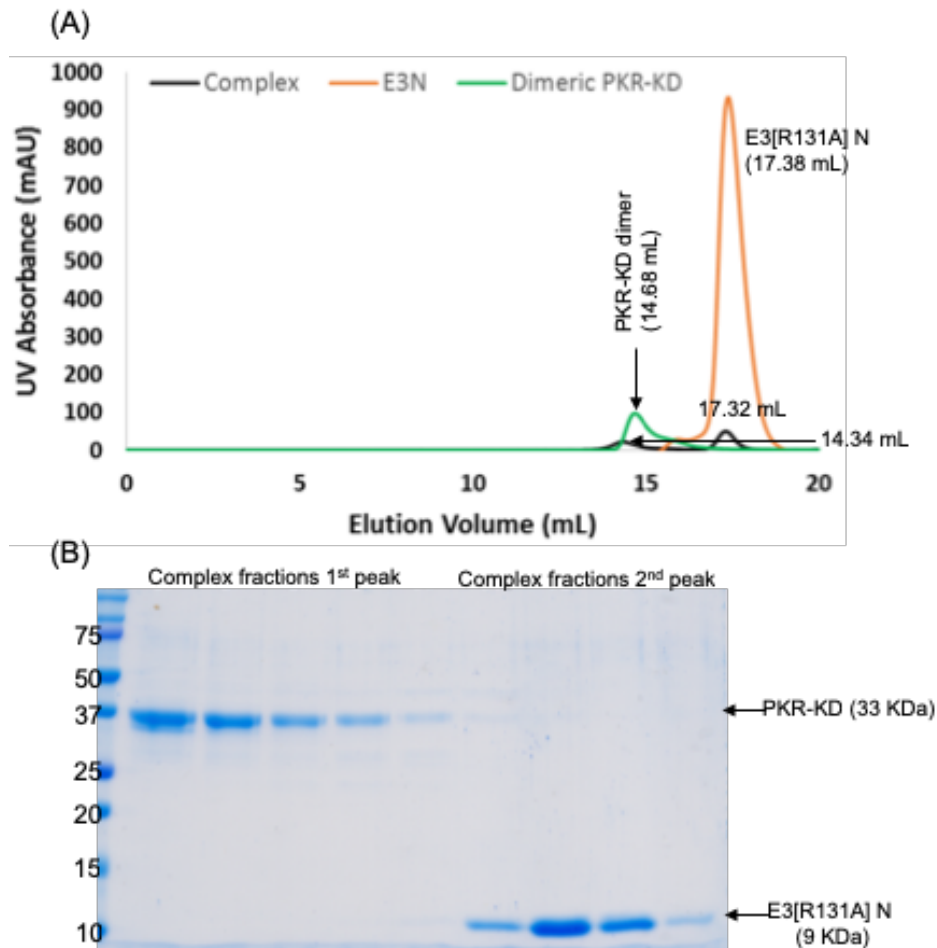 (A)
1000
900
800
700
600
500
400
300
200
100
0
UV Absorbance (mAU)
Complex E3N Dimeric PKR-KD
E3[R131A] N
(17.38 mL)
PKR-KD dimer
(14.68 mL)
17.32 mL
14.34 mL
0 5 10 15 20
Elution Volume (mL)
(B)
Complex fractions 1st peak Complex fractions 2nd peak
75
50
37
25
20
15
10
PKR-KD (33 KDa)
E3[R131A] N
(9 KDa)